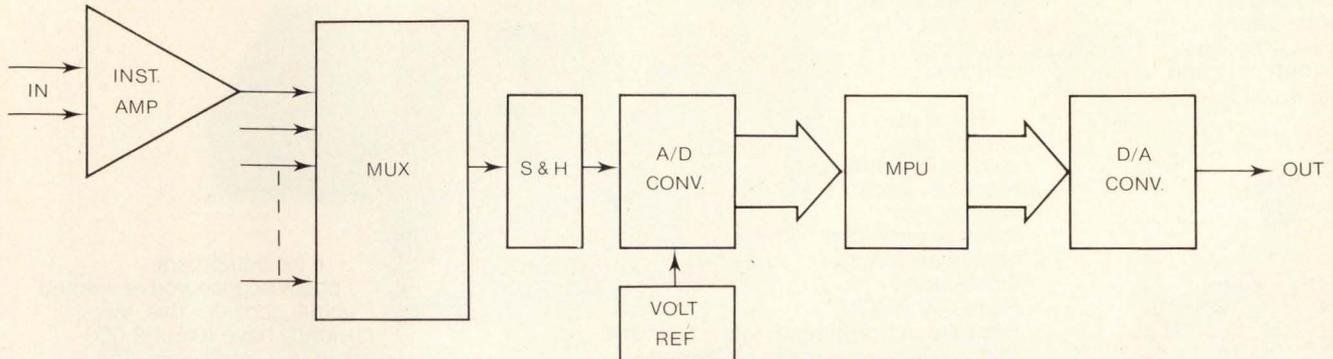 IN
INST.
AMP
MUX
S & H
A/D
CONV.
MPU
D/A
CONV.
OUT
VOLT
REF